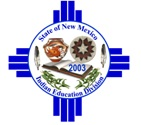 State of New Mexico
2003
Indian Education Division